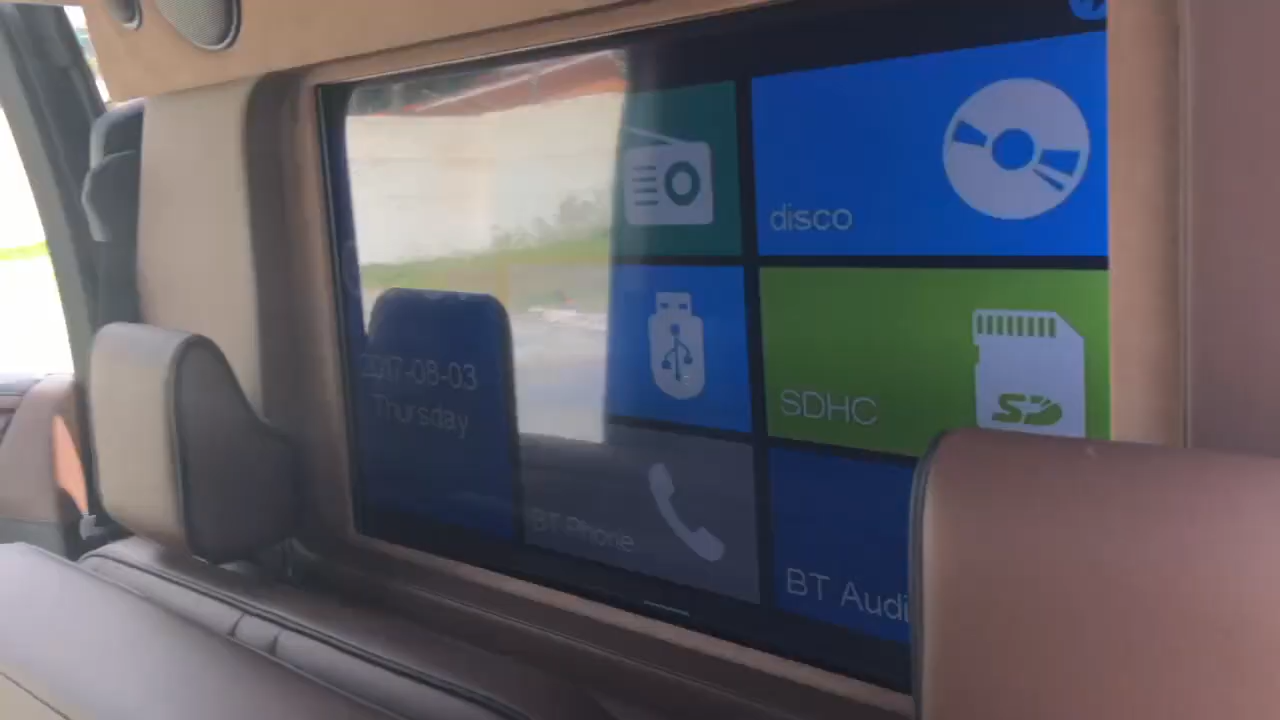 disco
2017-08-03
Thursday
SDHC
SD
BT Phone
BT Audi